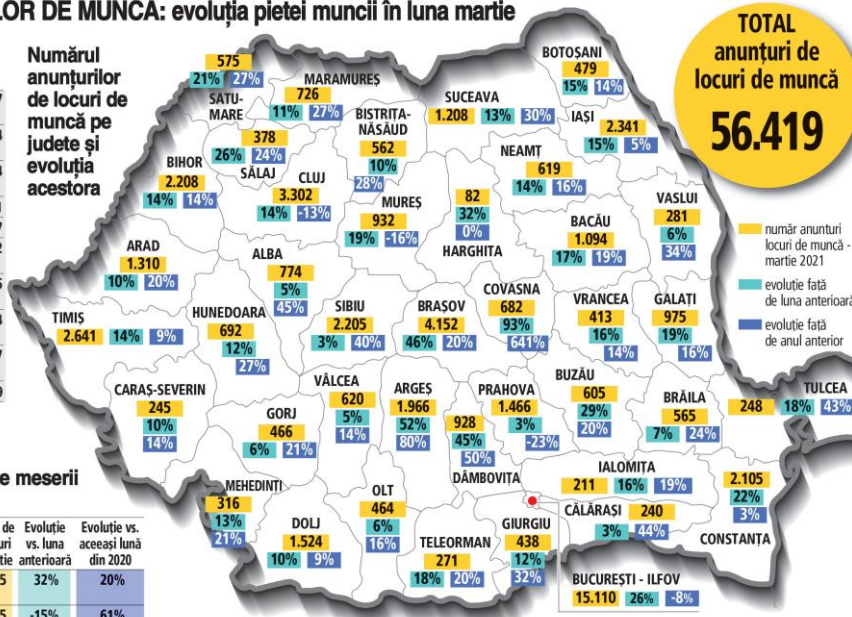 LOR DE MUNCA: evoluția pietei muncii în luna martie
Numărul
anunțurilor
de locuri de
muncă pe
judete și
evoluția
acestora
TOTAL
anunțuri de
locuri de muncă
56.419
număr anunturi
locuri de muncă -
martie 2021
evoluție față
de luna anterioară
evoluție față
de anul anterior
575
21% 27%
SATU-
MARE
MARAMUREȘ
726
11% 27%
BOTOȘANI
479
15% 14%
SUCEAVA
1.208 13% 30%
IAȘI
2.341
15% 5%
BISTRIȚA-
NĂSĂUD
562
10%
28%
378
26% 24%
SĂLAJ
BIHOR
2.208
14% 14%
CLUJ
3.302
14% -13%
NEAMȚ
619
14% 16%
MUREȘ
932
19% -16%
82
32%
0%
HARGHITA
BACĂU
1.094
17% 19%
VASLUI
281
6%
34%
ARAD
1.310
10% 20%
ALBA
774
5%
45%
TIMIȘ
2.641 14% 9%
HUNEDOARA
692
12%
27%
SIBIU
2.205
3% 40%
BRAȘOV
4.152
46% 20%
COVASNA
682
93%
641%
VRANCEA
413
16%
14%
GALAȚI
975
19%
16%
CARAȘ-SEVERIN
245
10%
14%
GORJ
466
6% 21%
VÂLCEA
620
5%
14%
ARGEȘ
1.966
52%
80%
928
45%
50%
DÂMBOVIȚA
PRAHOVA
1.466
3%
-23%
BUZĂU
605
29%
20%
BRĂILA
565
7% 24%
TULCEA
248 18% 43%
MEHEDINȚI
316
13%
21%
DOLJ
1.524
10% 9%
OLT
464
6%
16%
TELEORMAN
271
18% 20%
GIURGIU
438
12%
32%
IALOMIȚA
211 16% 19%
CĂLĂRAȘI 240
3% 44%
2.105
22%
3%
CONSTANȚA
BUCUREȘTI - ILFOV
15.110 26% -8%
e meserii
de Evoluție Evoluție vs.
uri vs. luna aceeași lună
tie anterioară din 2020
5 32% 20%
5 -15% 61%